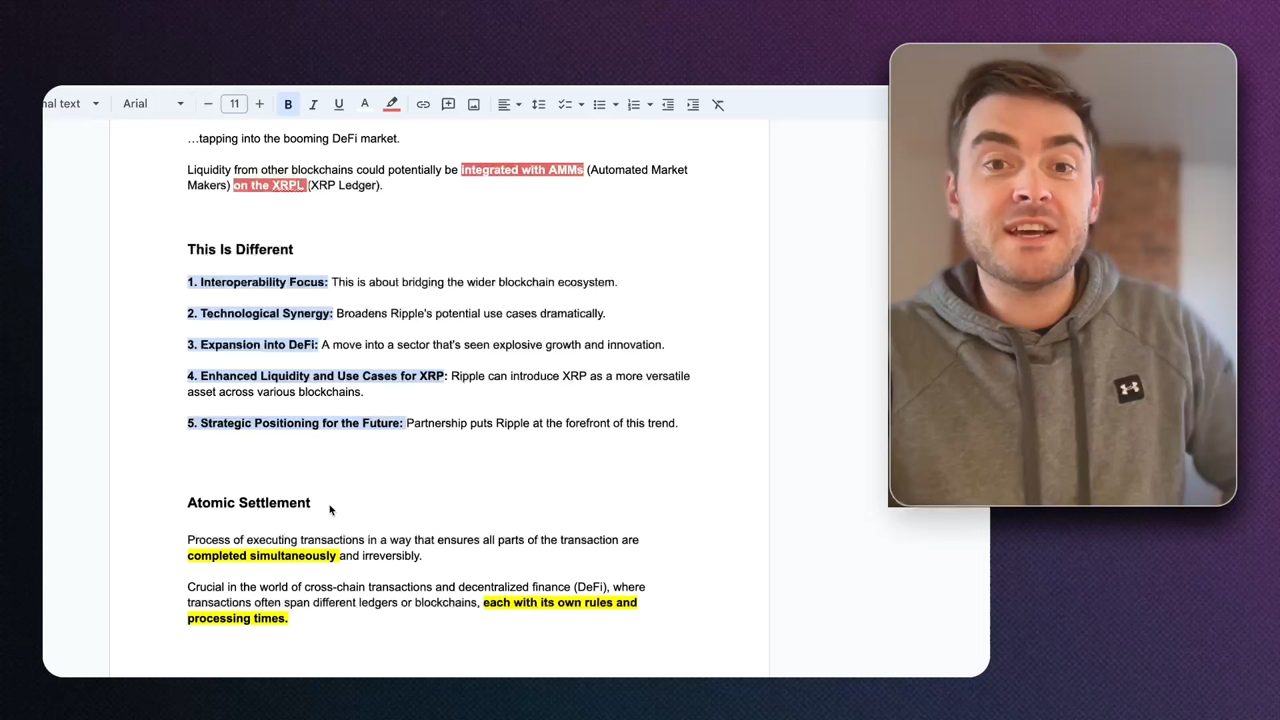 nal text
Arial
11
B
I
U
A
…tapping into the booming DeFi market.
Liquidity from other blockchains could potentially be integrated with AMMs (Automated Market
Makers) on the XRPL (XRP Ledger).
This Is Different
1. Interoperability Focus: This is about bridging the wider blockchain ecosystem.
2. Technological Synergy: Broadens Ripple's potential use cases dramatically.
3. Expansion into DeFi: A move into a sector that's seen explosive growth and innovation.
4. Enhanced Liquidity and Use Cases for XRP: Ripple can introduce XRP as a more versatile
asset across various blockchains.
5. Strategic Positioning for the Future: Partnership puts Ripple at the forefront of this trend.
Atomic Settlement
Process of executing transactions in a way that ensures all parts of the transaction are
completed simultaneously and irreversibly.
Crucial in the world of cross-chain transactions and decentralized finance (DeFi), where
transactions often span different ledgers or blockchains, each with its own rules and
processing times.